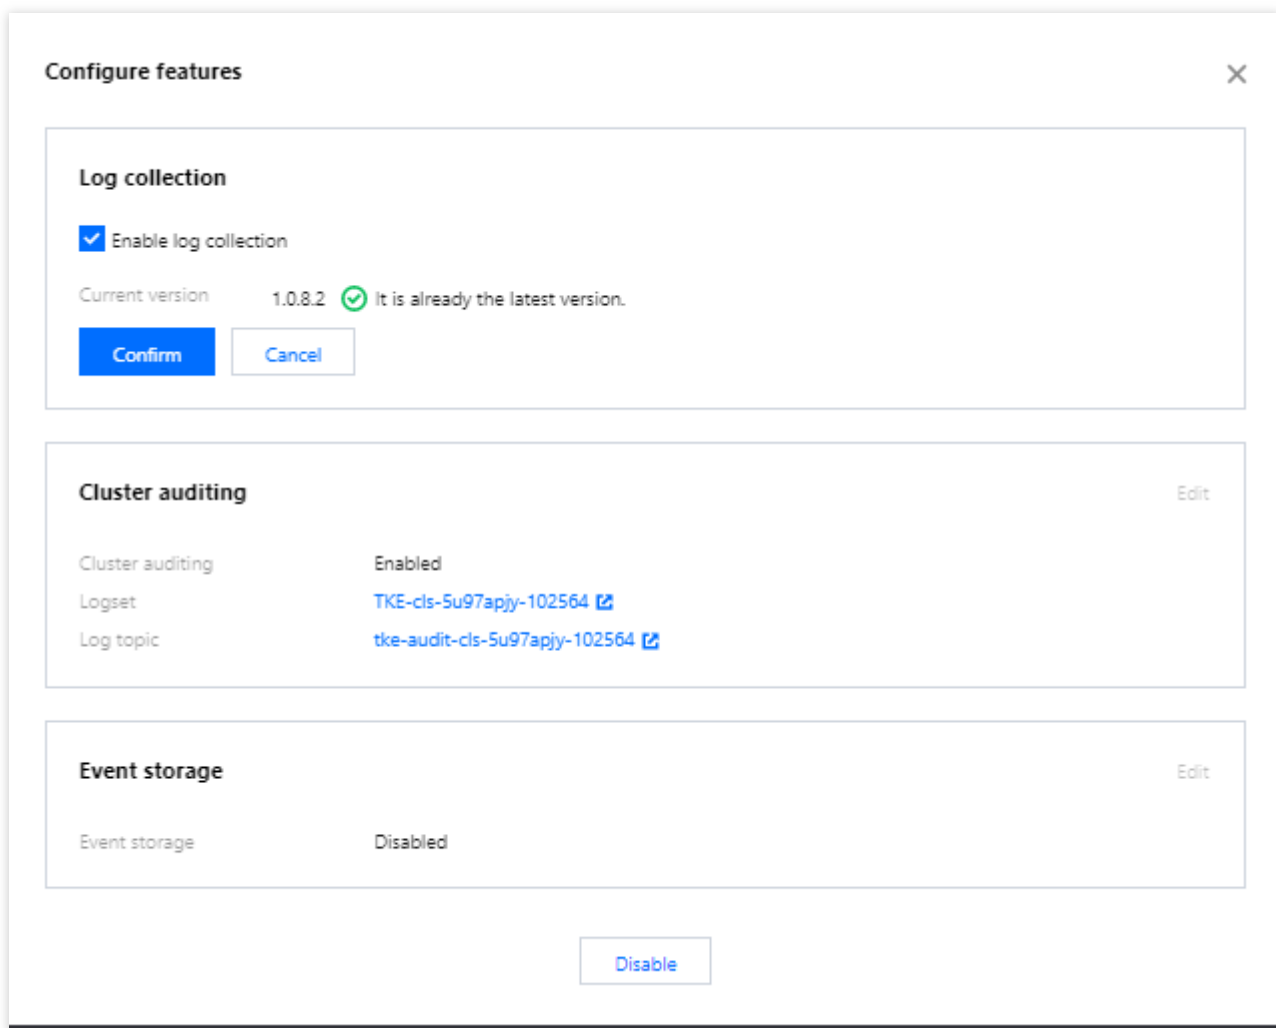 Configure features
Log collection
Enable log collection
Current version 1.0.8.2 It is already the latest version.
Confirm Cancel
Cluster auditing Edit
Cluster auditing Enabled
Logset TKE-cls-5u97apjy-102564
Log topic tke-audit-cls-5u97apjy-102564
Event storage Edit
Event storage Disabled
Disable